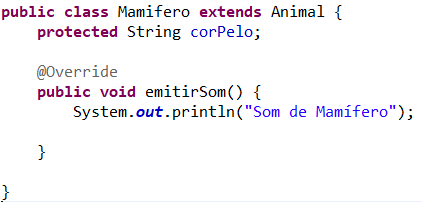 public class Mamifero extends Animal {
protected String corPelo;
@Override
public void emitirSom() {
System.out.println("Som de Mamífero");
}
}